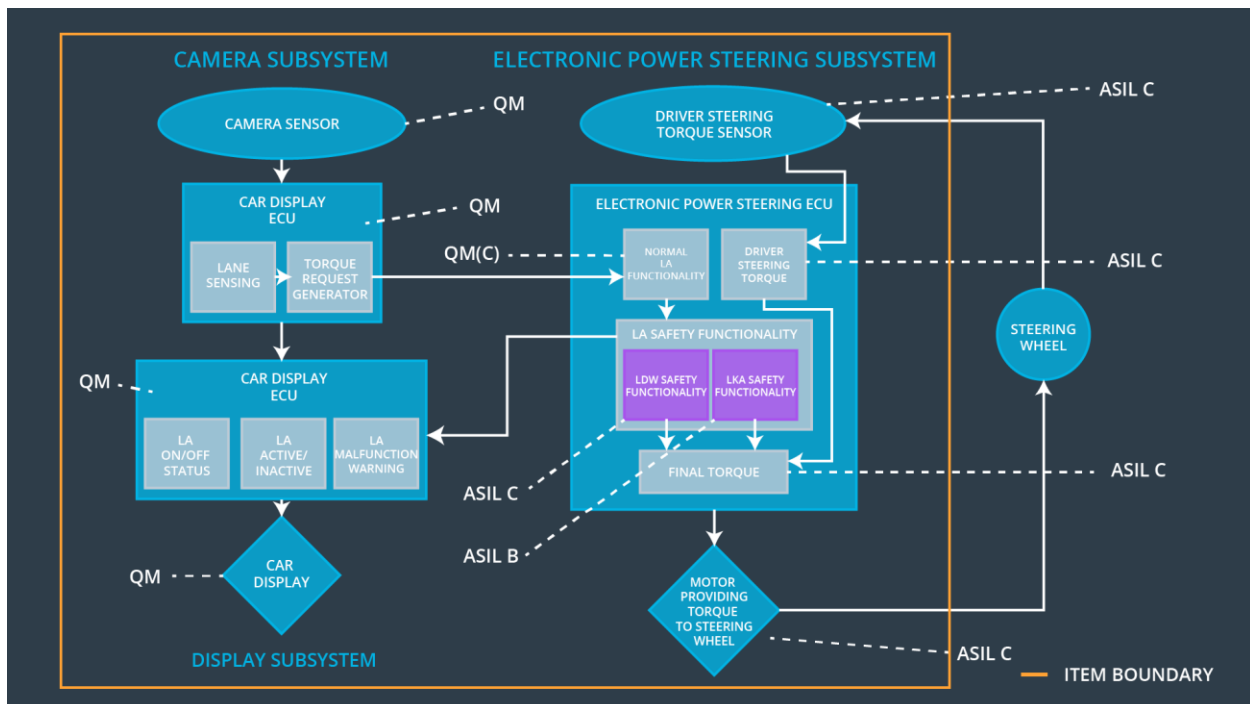 CAMERA SUBSYSTEM
ELECTRONIC POWER STEERING SUBSYSTEM
CAMERA SENSOR
QM
DRIVER STEERING
TORQUE SENSOR
ASIL C
CAR DISPLAY
ECU
QM
LANE
SENSING
TORQUE
REQUEST
GENERATOR
ELECTRONIC POWER STEERING ECU
QM(C)
NORMAL
LA
FUNCTIONALITY
DRIVER
STEERING
TORQUE
ASIL C
LA SAFETY FUNCTIONALITY
LDW SAFETY
FUNCTIONALITY
LKA SAFETY
FUNCTIONALITY
STEERING
WHEEL
QM
CAR DISPLAY
ECU
LA
ON/OFF
STATUS
LA
ACTIVE/
INACTIVE
LA
MALFUNCTION
WARNING
FINAL TORQUE
ASIL C
ASIL C
ASIL B
QM
CAR
DISPLAY
MOTOR
PROVIDING
TORQUE
TO STEERING
WHEEL
ASIL C
DISPLAY SUBSYSTEM
ITEM BOUNDARY